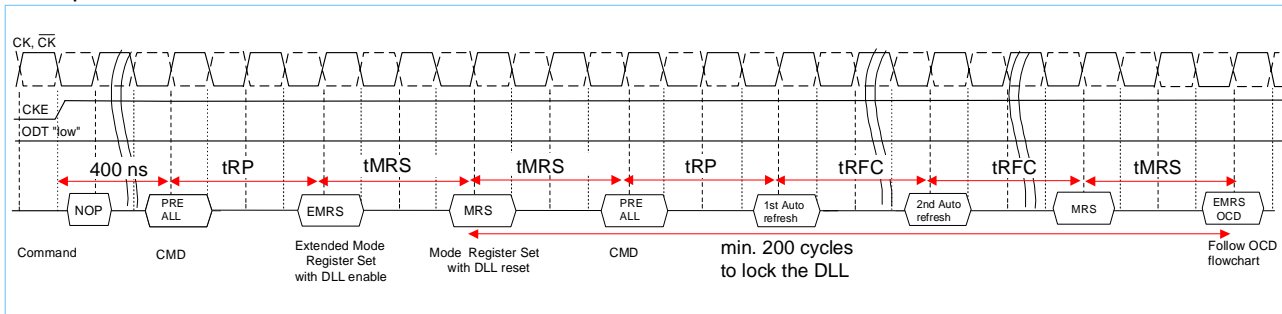 CK, CK
CKE
ODT "low"
400 ns
tRP
tMRS
tMRS
tRP
tRFC
tRFC
tMRS
NOP
PRE
ALL
EMRS
MRS
PRE
ALL
1st Auto
refresh
2nd Auto
refresh
MRS
EMRS
OCD
Command
CMD
Extended Mode
Register Set
with DLL enable
Mode Register Set
with DLL reset
CMD
min. 200 cycles
to lock the DLL
Follow OCD
flowchart